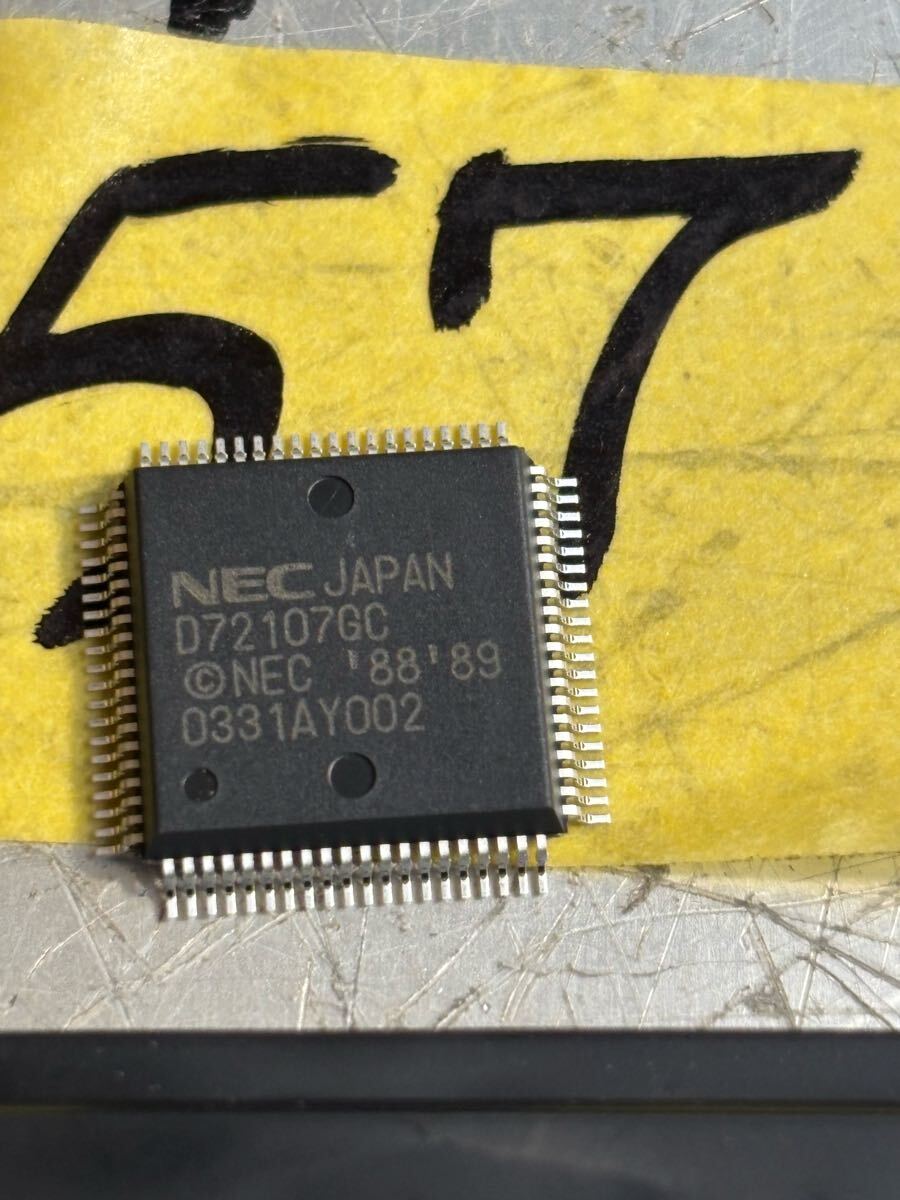 57
NEC JAPAN
D72107GC
©NEC '88'89
0331AY002